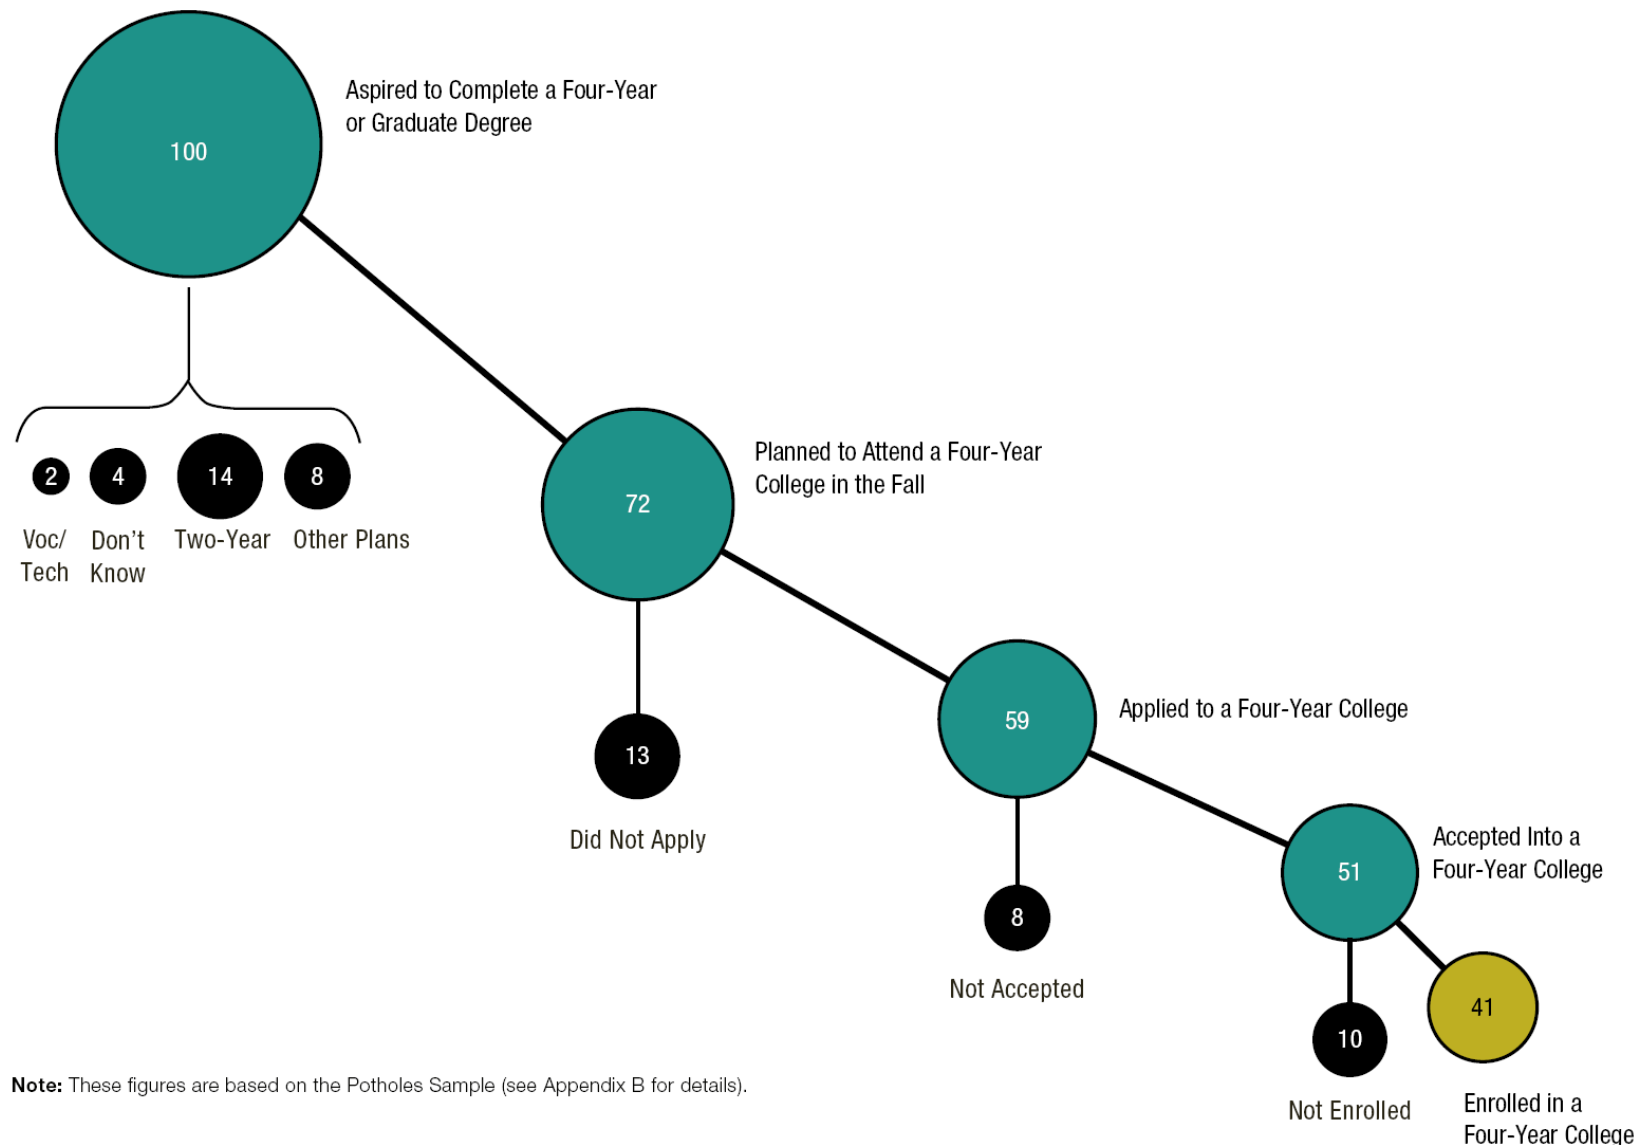 Aspired to Complete a Four-Year
or Graduate Degree
100
2
4
14
8
Voc/
Tech
Don't
Know
Two-Year
Other Plans
Planned to Attend a Four-Year
College in the Fall
72
13
Did Not Apply
Applied to a Four-Year College
59
8
Not Accepted
Accepted Into a
Four-Year College
51
10
Not Enrolled
41
Enrolled in a
Four-Year College
Note: These figures are based on the Potholes Sample (see Appendix B for details).